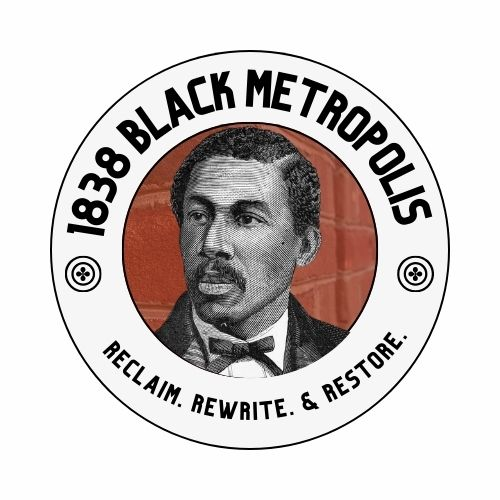 1838 BLACK METROPOLIS
RECLAIM. REWRITE. & RESTORE.